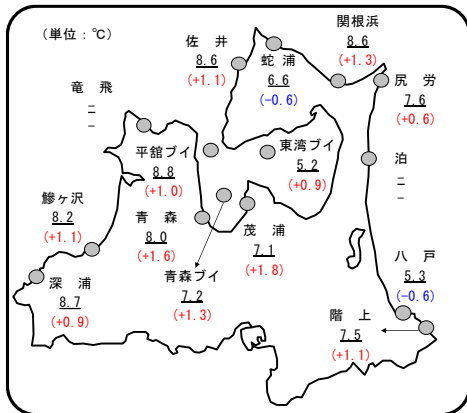 (単位:℃)
佐井
8.6
(+1.1)
蛇浦
6.6
(-0.6)
関根浜
8.6
(+1.3)
尻労
7.6
(+0.6)
竜飛
ニー
平舘ブイ
8.8
(+1.0)
東湾ブイ
5.2
(+0.9)
泊
ニー
鰺ヶ沢
8.2
(+1.1)
青森
8.0
(+1.6)
茂浦
7.1
(+1.8)
青森ブイ
7.2
(+1.3)
深浦
8.7
(+0.9)
八戸
5.3
(-0.6)
階上
7.5
(+1.1)